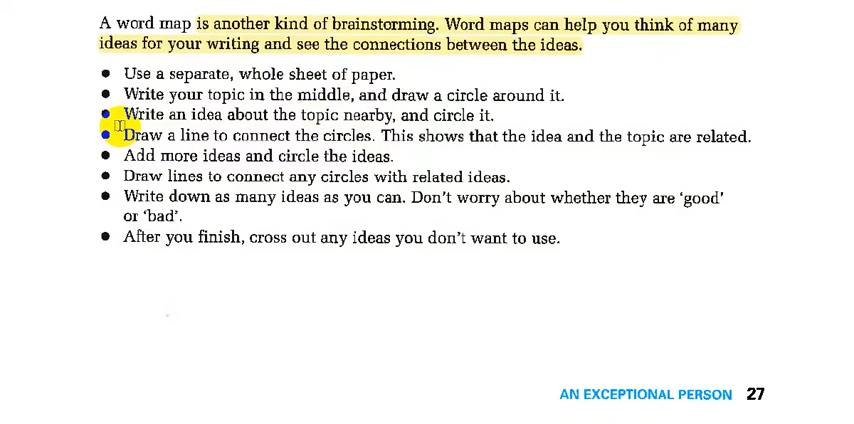 A word map is another kind of brainstorming. Word maps can help you think of many
ideas for your writing and see the connections between the ideas.
● Use a separate, whole sheet of paper.
● Write your topic in the middle, and draw a circle around it.
● Write an idea about the topic nearby, and circle it.
● Draw a line to connect the circles. This shows that the idea and the topic are related.
● Add more ideas and circle the ideas.
● Draw lines to connect any circles with related ideas.
● Write down as many ideas as you can. Don't worry about whether they are ‘good’
or ‘bad’.
● After you finish, cross out any ideas you don't want to use.
AN EXCEPTIONAL PERSON 27